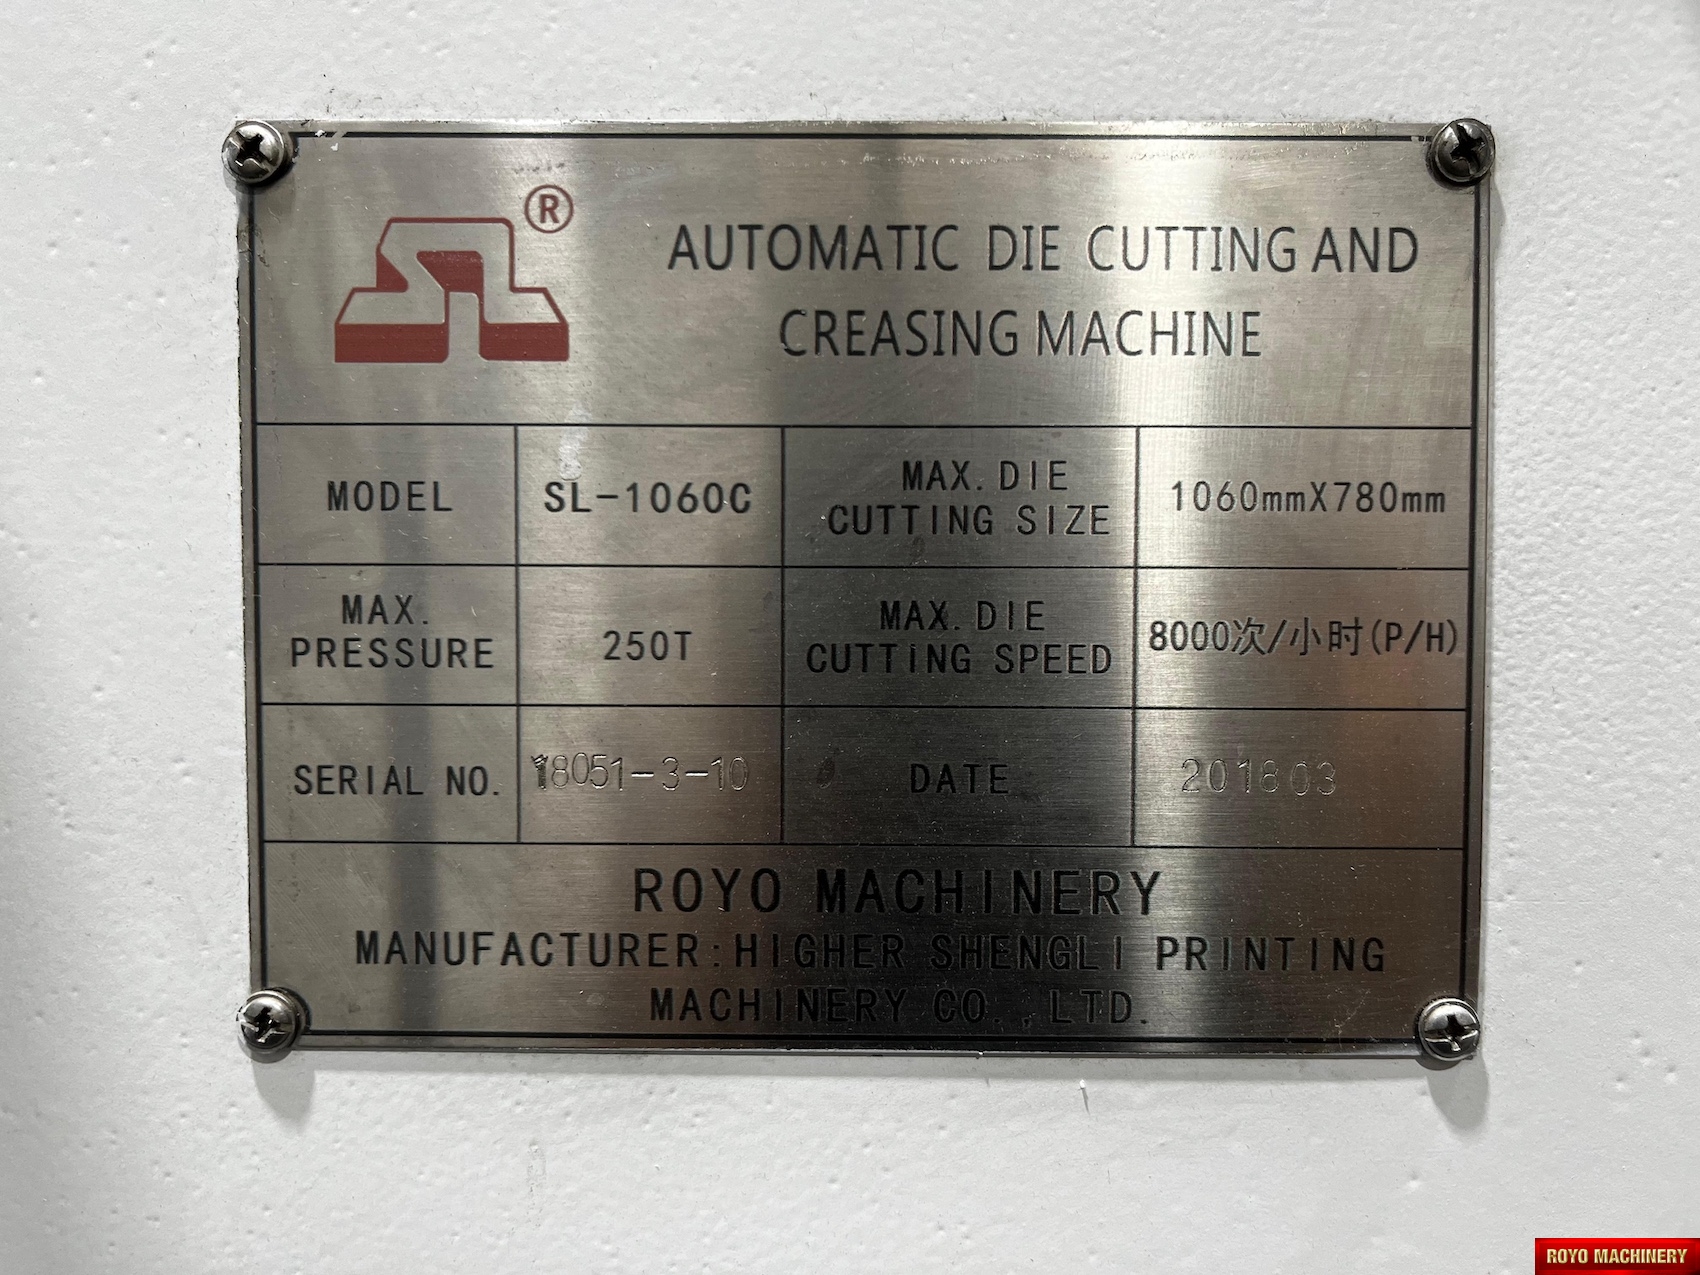 ®
AUTOMATIC DIE CUTTING AND
CREASING MACHINE
MODEL
SL-1060C
MAX. DIE
CUTTING SIZE
1060mmX780mm
MAX.
PRESSURE
250T
MAX. DIE
CUTTING SPEED
8000次/小时(P/H)
SERIAL NO.
18051-3-10
DATE
201803
ROYO MACHINERY
MANUFACTURER:HIGHER SHENGLI PRINTING
MACHINERY CO.,LTD.
ROYO MACHINERY